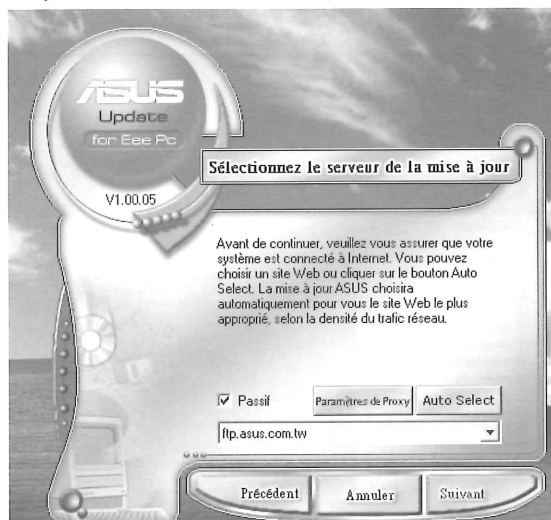 ASUS
Update
for Eee Pc
V1.00.05
Sélectionnez le serveur de la mise à jour
Avant de continuer, veuillez vous assurer que votre
système est connecté à Internet. Vous pouvez
choisir un site Web ou cliquer sur le bouton Auto
Select. La mise à jour ASUS choisira
automatiquement pour vous le site Web le plus
approprié, selon la densité du trafic réseau.
Passif
Paramètres de Proxy
Auto Select
ftp.asus.com.tw
Précédent
Annuler
Suivant